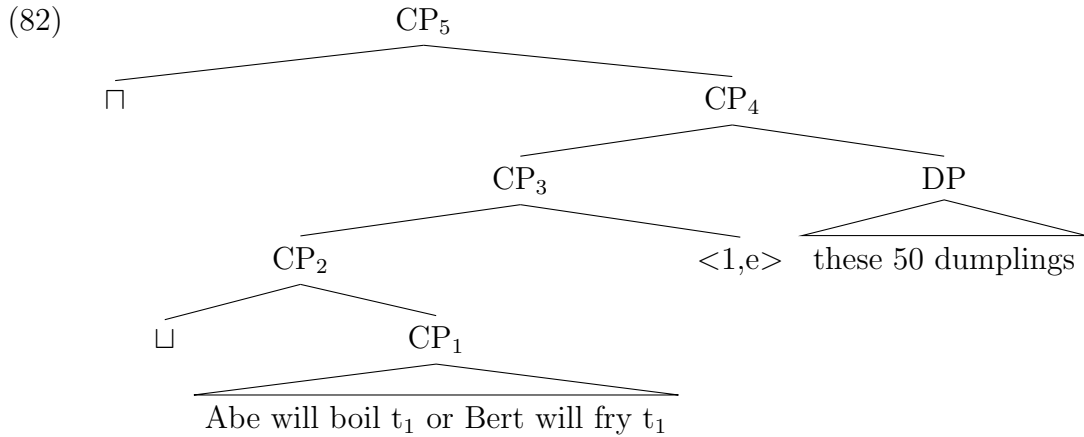 (82)
CP₅
⊓ CP₄
CP₃ DP
CP₂ <1,e> these 50 dumplings
⊔ CP₁
Abe will boil t₁ or Bert will fry t₁